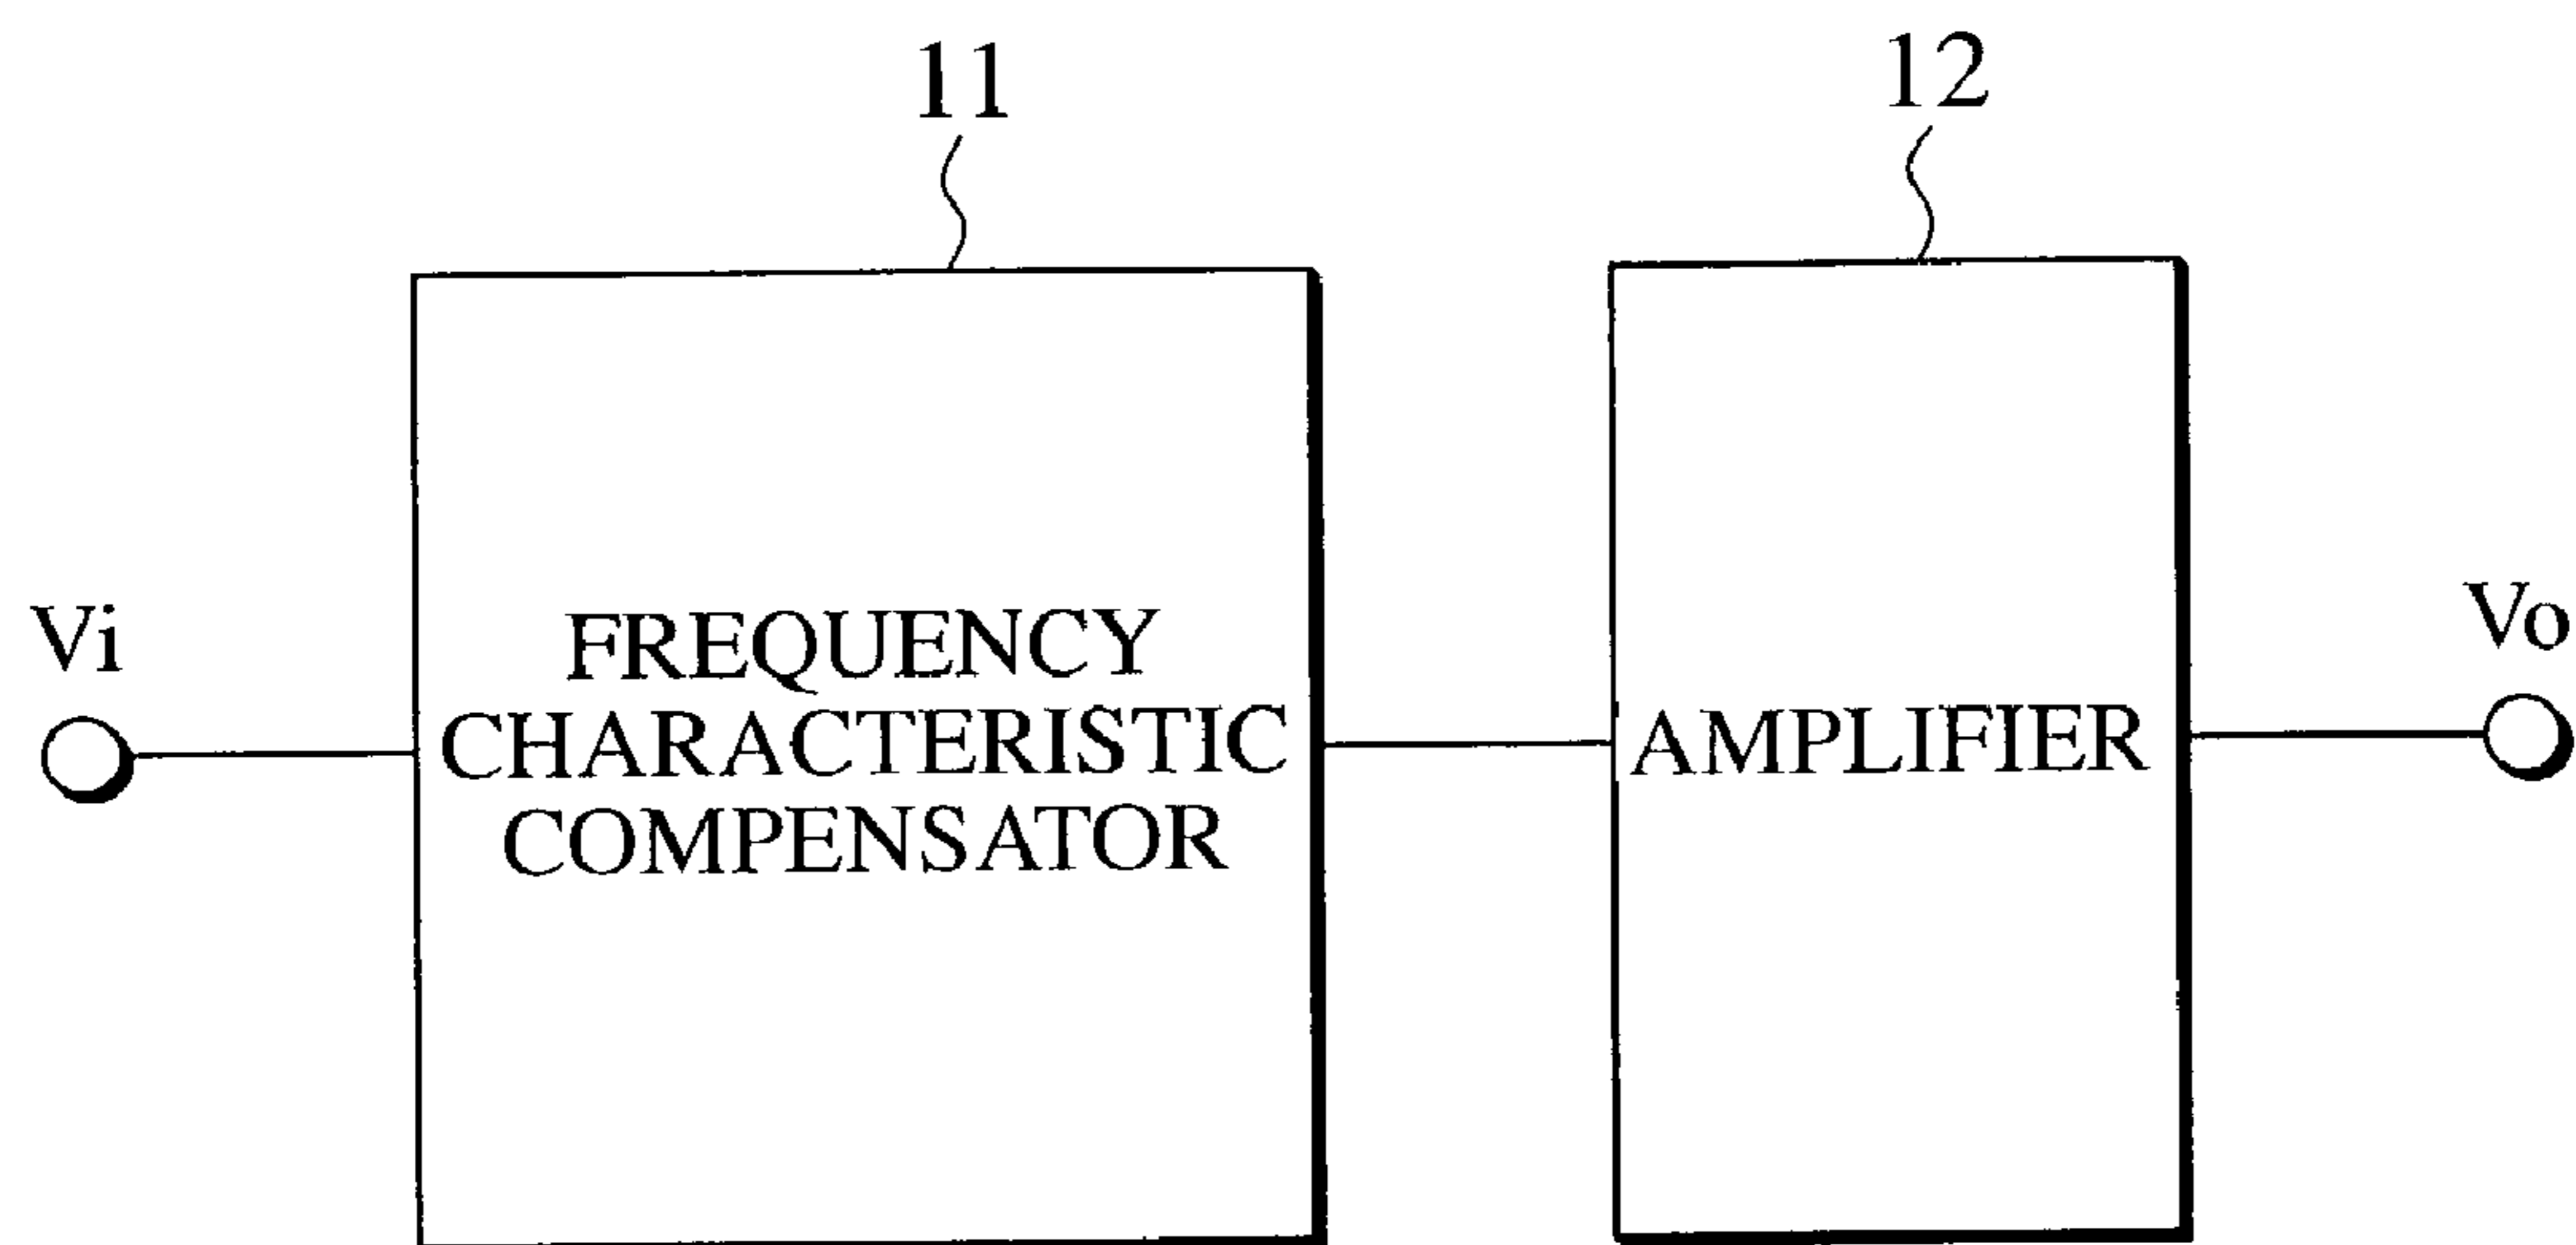 11
12
Vi
FREQUENCY
CHARACTERISTIC
COMPENSATOR
AMPLIFIER
Vo